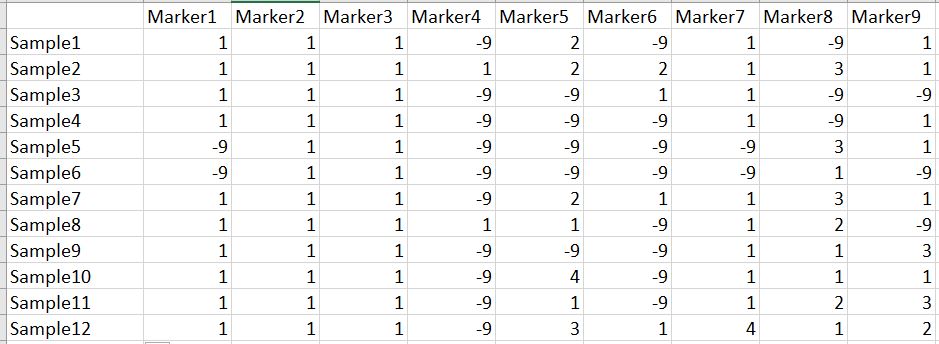 Marker1 Marker2 Marker3 Marker4 Marker5 Marker6 Marker7 Marker8 Marker9
Sample1 1 1 1 -9 2 -9 1 -9 1
Sample2 1 1 1 1 2 2 1 3 1
Sample3 1 1 1 -9 -9 1 1 -9 -9
Sample4 1 1 1 -9 -9 -9 1 -9 1
Sample5 -9 1 1 -9 -9 -9 -9 3 1
Sample6 -9 1 1 -9 -9 -9 -9 1 -9
Sample7 1 1 1 -9 2 1 1 3 1
Sample8 1 1 1 1 1 -9 1 2 -9
Sample9 1 1 1 -9 -9 -9 1 1 3
Sample10 1 1 1 -9 4 -9 1 1 1
Sample11 1 1 1 -9 1 -9 1 2 3
Sample12 1 1 1 -9 3 1 4 1 2